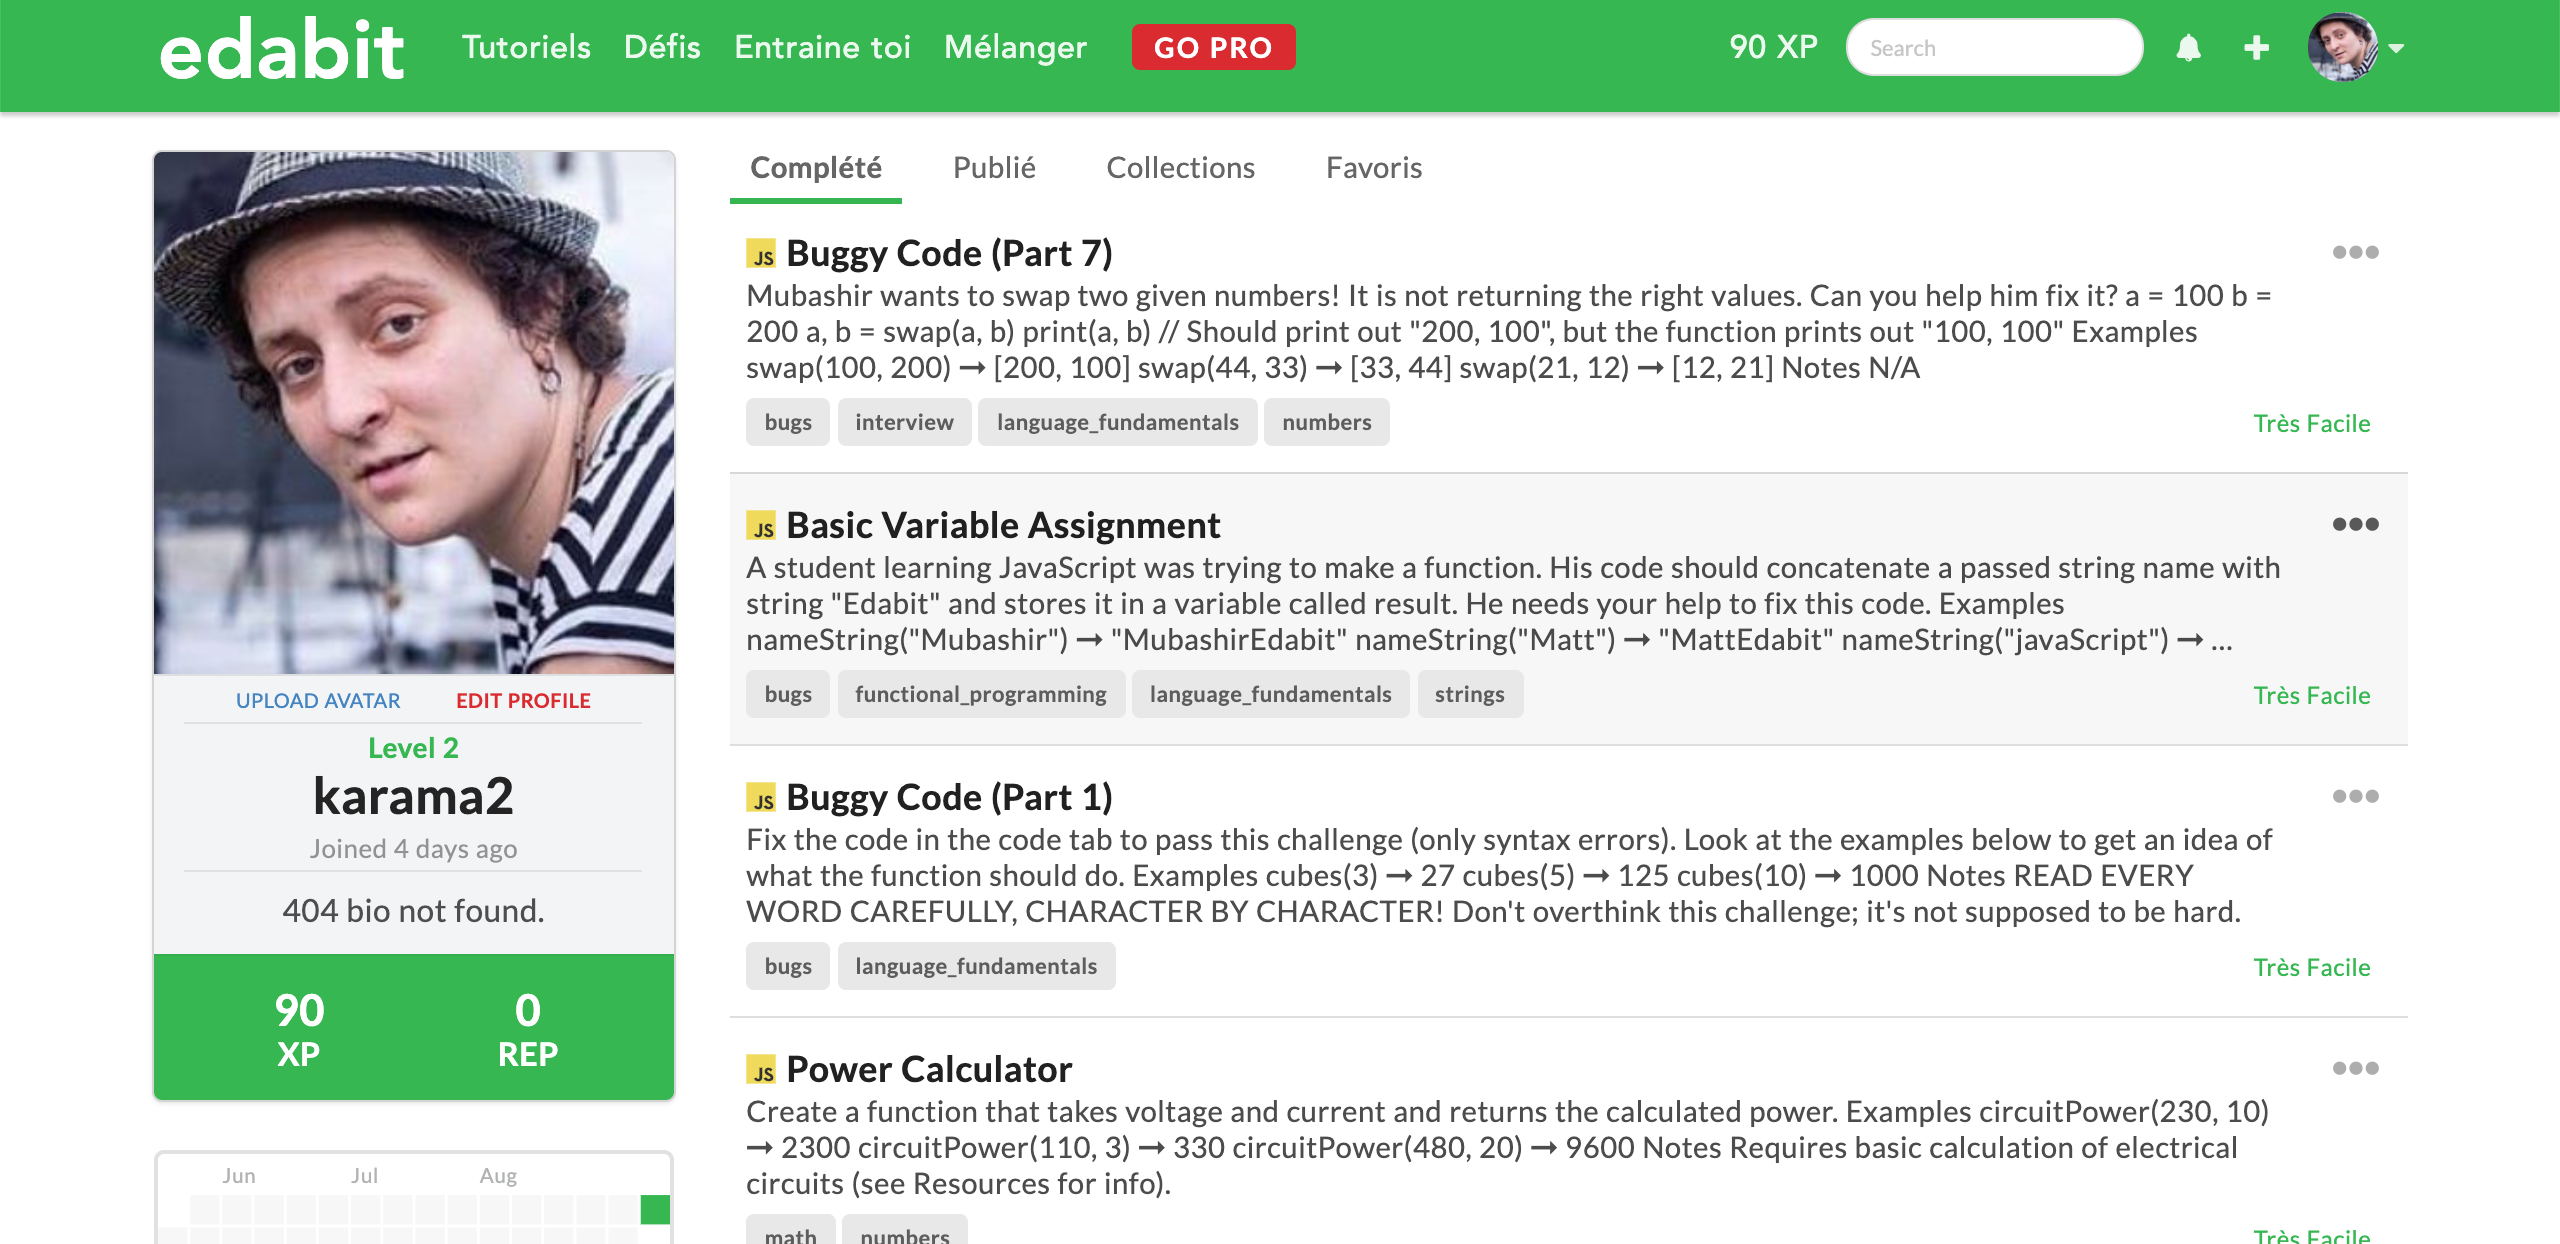 edabit Tutoriels Défis Entraine toi Mélanger GO PRO 90 XP Search
UPLOAD AVATAR EDIT PROFILE
Level 2
karama2
Joined 4 days ago
404 bio not found.
90 XP
0 REP
Jun Jul Aug
Complété Publié Collections Favoris
JS Buggy Code (Part 7)
Mubashir wants to swap two given numbers! It is not returning the right values. Can you help him fix it? a = 100 b =
200 a, b = swap(a, b) print(a, b) // Should print out "200, 100", but the function prints out "100, 100" Examples
swap(100, 200) ➞ [200, 100] swap(44, 33) ➞ [33, 44] swap(21, 12) ➞ [12, 21] Notes N/A
bugs interview language_fundamentals numbers Très Facile
JS Basic Variable Assignment
A student learning JavaScript was trying to make a function. His code should concatenate a passed string name with
string "Edabit" and stores it in a variable called result. He needs your help to fix this code. Examples
nameString("Mubashir") ➞ "MubashirEdabit" nameString("Matt") ➞ "MattEdabit" nameString("javaScript") ➞ ...
bugs functional_programming language_fundamentals strings Très Facile
JS Buggy Code (Part 1)
Fix the code in the code tab to pass this challenge (only syntax errors). Look at the examples below to get an idea of
what the function should do. Examples cubes(3) ➞ 27 cubes(5) ➞ 125 cubes(10) ➞ 1000 Notes READ EVERY
WORD CAREFULLY, CHARACTER BY CHARACTER! Don't overthink this challenge; it's not supposed to be hard.
bugs language_fundamentals Très Facile
JS Power Calculator
Create a function that takes voltage and current and returns the calculated power. Examples circuitPower(230, 10)
➞ 2300 circuitPower(110, 3) ➞ 330 circuitPower(480, 20) ➞ 9600 Notes Requires basic calculation of electrical
circuits (see Resources for info).
math numbers Très Facile